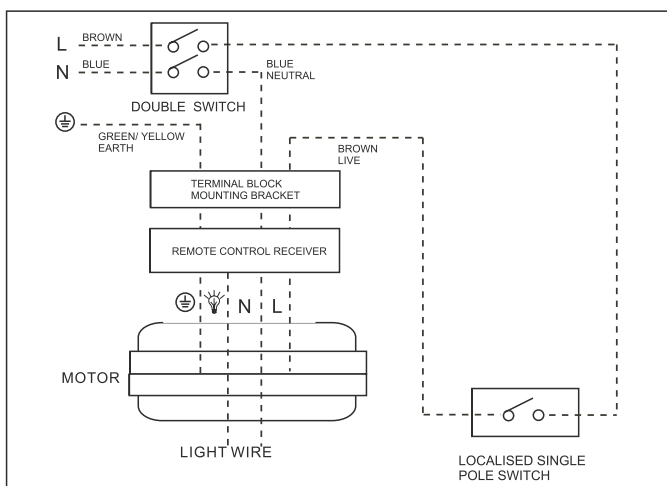 L BROWN
N BLUE
BLUE
NEUTRAL
DOUBLE SWITCH
GREEN/ YELLOW
EARTH
BROWN
LIVE
TERMINAL BLOCK
MOUNTING BRACKET
REMOTE CONTROL RECEIVER
N L
MOTOR
LIGHT WIRE
LOCALISED SINGLE
POLE SWITCH